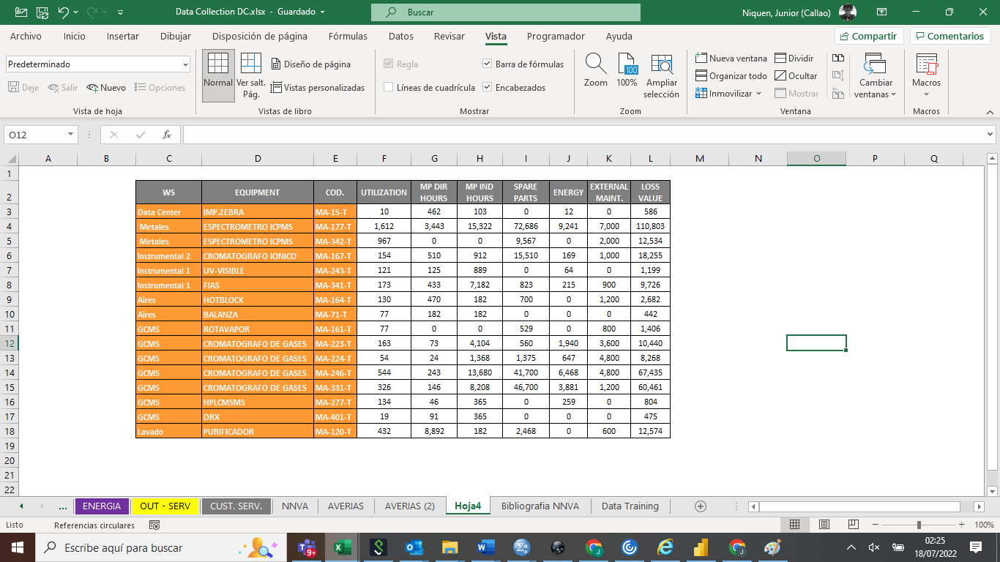 Data Collection DC.xlsx - Guardado
Buscar
Niquen, Junior (Callao)
Archivo Inicio Insertar Dibujar Disposición de página Fórmulas Datos Revisar Vista Programador Ayuda Compartir Comentarios
Predeterminado
Deje Salir Nuevo Opciones
Vista de hoja
Normal
Ver salt. Pág.
Diseño de página
Vistas personalizadas
Vistas de libro
Regla
Barra de fórmulas
Líneas de cuadrícula
Encabezados
Mostrar
Zoom
100
100%
Ampliar selección
Zoom
Nueva ventana
Organizar todo
Inmovilizar
Dividir
Ocultar
Mostrar
Cambiar ventanas
Ventana
Macros
Macros
O12
fx
A B C D E F G H I J K L M N O P Q
1
2 WS EQUIPMENT COD. UTILIZATION MP DIR HOURS MP IND HOURS SPARE PARTS ENERGY EXTERNAL MAINT. LOSS VALUE
3 Data Center IMP.ZEBRA MA-15-T 10 462 103 0 12 0 586
4 Metales ESPECTROMETRO ICPMS MA-177-T 1,612 3,443 15,322 72,686 9,241 7,000 110,803
5 Metales ESPECTROMETRO ICPMS MA-342-T 967 0 0 9,567 0 2,000 12,534
6 Instrumental 2 CROMATOGRAFO IONICO MA-167-T 154 510 912 15,510 169 1,000 18,255
7 Instrumental 1 UV-VISIBLE MA-243-T 121 125 889 0 64 0 1,199
8 Instrumental 1 FIAS MA-341-T 173 433 7,182 823 215 900 9,726
9 Aires HOTBLOCK MA-164-T 130 470 182 700 0 1,200 2,682
10 Aires BALANZA MA-71-T 77 182 182 0 0 0 442
11 GCMS ROTAVAPOR MA-161-T 77 0 0 529 0 800 1,406
12 GCMS CROMATOGRAFO DE GASES MA-223-T 163 73 4,104 560 1,940 3,600 10,440
13 GCMS CROMATOGRAFO DE GASES MA-224-T 54 24 1,368 1,375 647 4,800 8,268
14 GCMS CROMATOGRAFO DE GASES MA-246-T 544 243 13,680 41,700 6,468 4,800 67,435
15 GCMS CROMATOGRAFO DE GASES MA-331-T 326 146 8,208 46,700 3,881 1,200 60,461
16 GCMS HPLCMSMS MA-277-T 134 46 365 0 259 0 804
17 GCMS DRX MA-401-T 19 91 365 0 0 0 475
18 Lavado PURIFICADOR MA-120-T 432 8,892 182 2,468 0 600 12,574
19
20
21
22
... ENERGIA OUT - SERV CUST. SERV. NNVA AVERIAS AVERIAS (2) Hoja4 Bibliografia NNVA Data Training
Listo Referencias circulares 100%
Escribe aquí para buscar
9+
02:25
18/07/2022